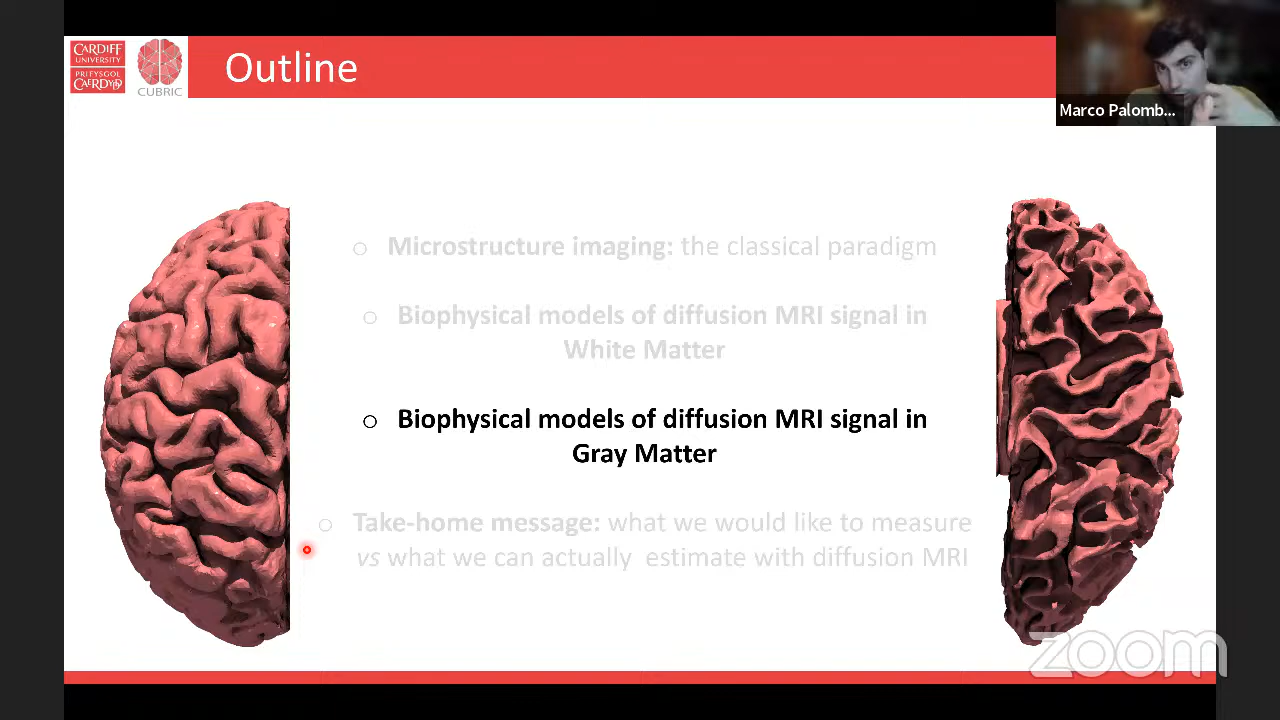 CARDIFF
UNIVERSITY
PRIFYSGOL
CAERDYDD
CUBRIC
Outline
Marco Palomb...
Microstructure imaging: the classical paradigm
Biophysical models of diffusion MRI signal in
White Matter
Biophysical models of diffusion MRI signal in
Gray Matter
Take-home message: what we would like to measure
vs what we can actually estimate with diffusion MRI
zoom